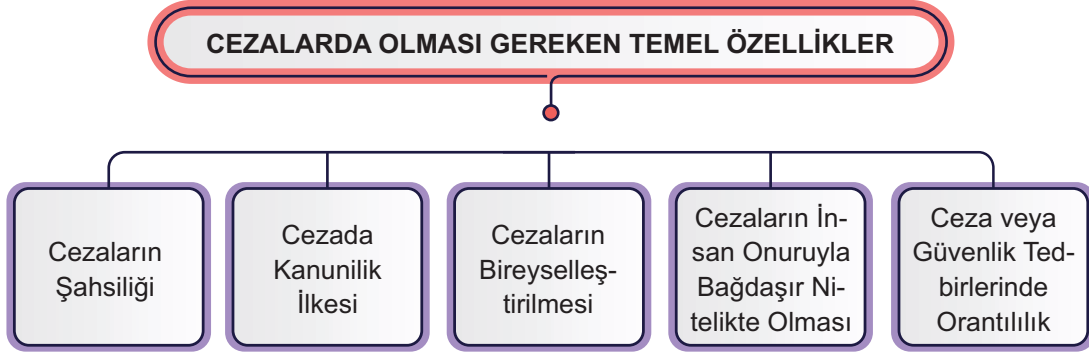 CEZALARDA OLMASI GEREKEN TEMEL ÖZELLİKLER
Cezaların
Şahsiliği
Cezada
Kanunilik
İlkesi
Cezaların
Bireyselleş-
tirilmesi
Cezaların İn-
san Onuruyla
Bağdaşır Ni-
telikte Olması
Ceza veya
Güvenlik Ted-
birlerinde
Orantılılık